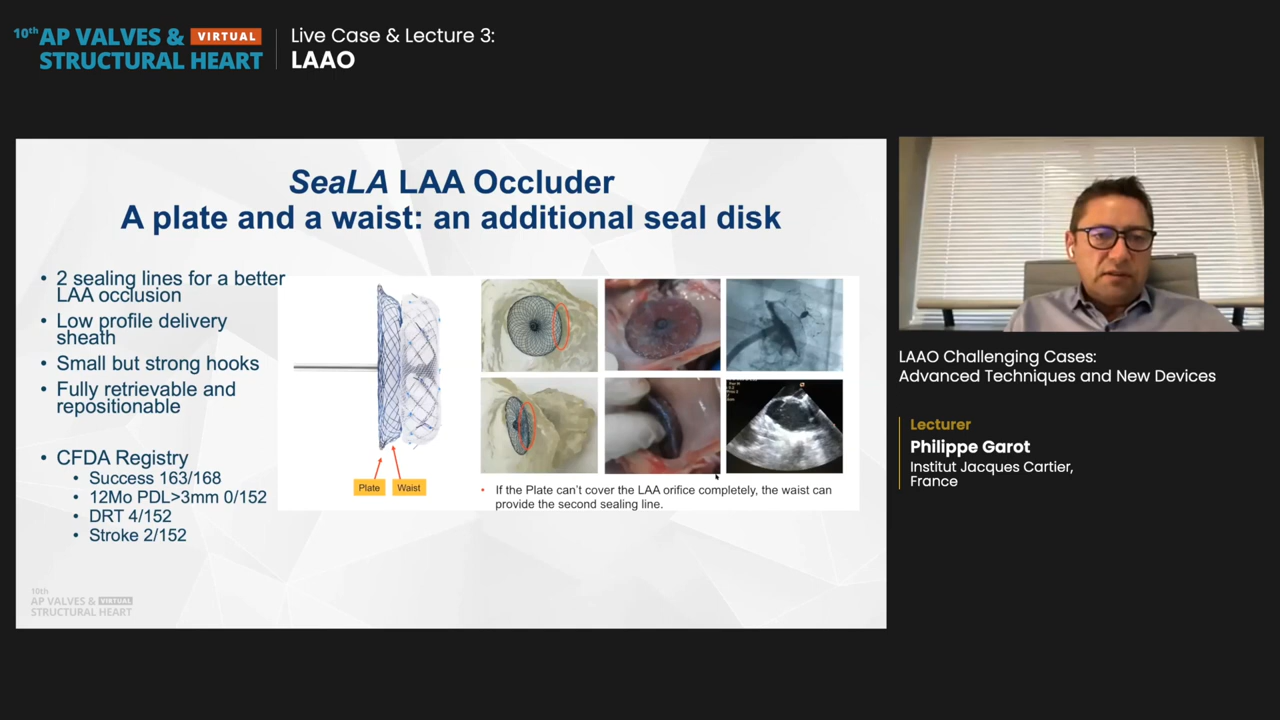 10th AP VALVES & VIRTUAL
STRUCTURAL HEART
Live Case & Lecture 3:
LAAO
SeaLA LAA Occluder
A plate and a waist: an additional seal disk
• 2 sealing lines for a better
LAA occlusion
• Low profile delivery
sheath
• Small but strong hooks
• Fully retrievable and
repositionable
• CFDA Registry
• Success 163/168
• 12Mo PDL>3mm 0/152
• DRT 4/152
• Stroke 2/152
Plate
Waist
• If the Plate can't cover the LAA orifice completely, the waist can
provide the second sealing line.
10th
AP VALVES & VIRTUAL
STRUCTURAL HEART
LAAO Challenging Cases:
Advanced Techniques and New Devices
Lecturer
Philippe Garot
Institut Jacques Cartier,
France